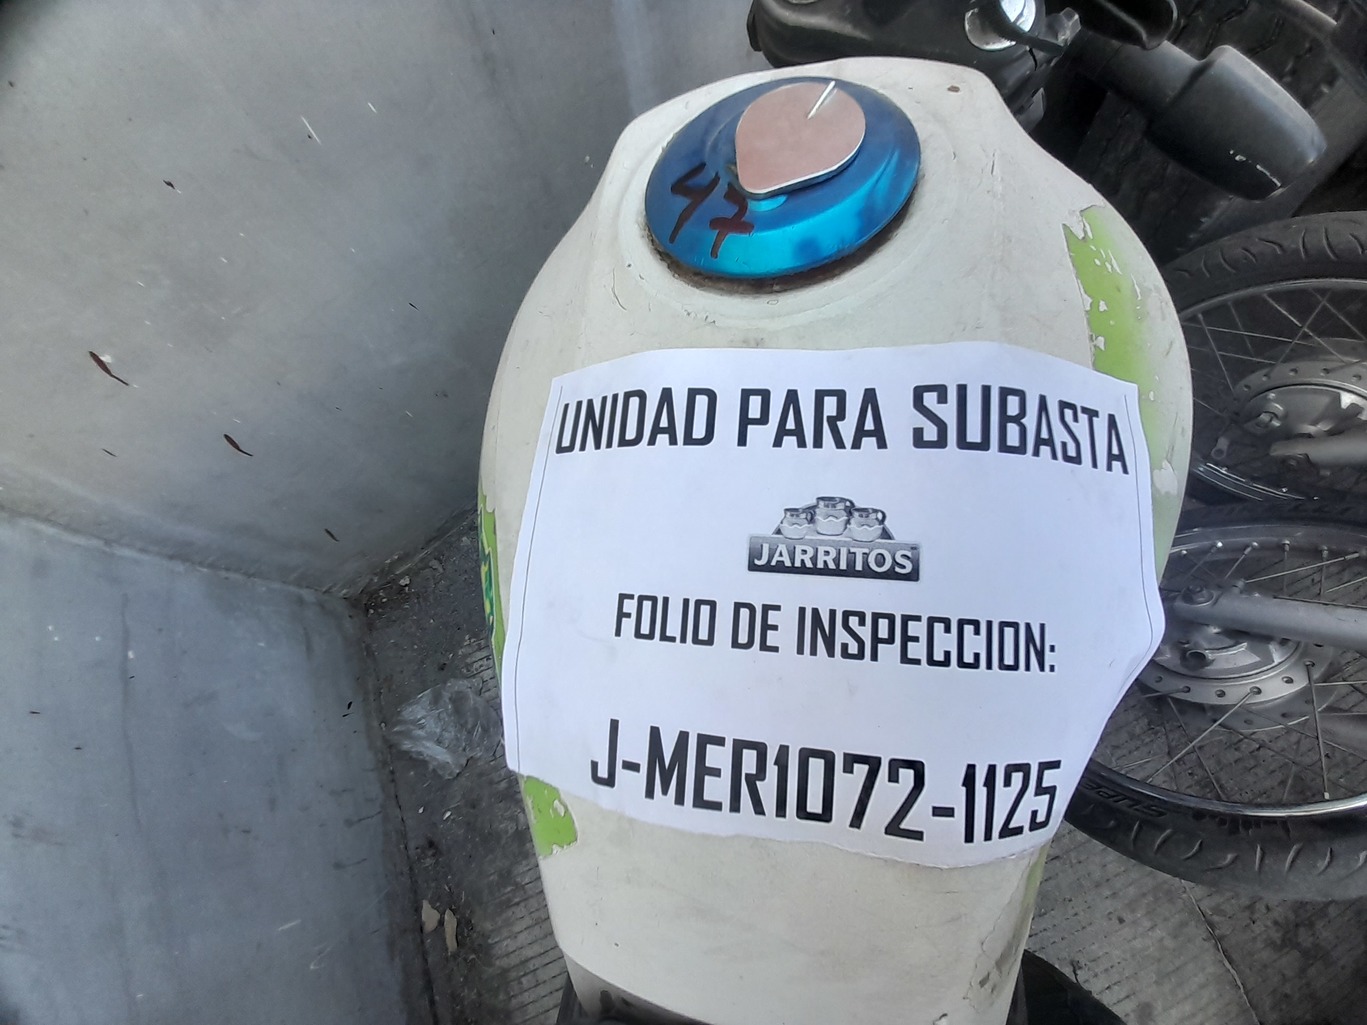 47
UNIDAD PARA SUBASTA
JARRITOS
FOLIO DE INSPECCION:
J-MER1072-1125